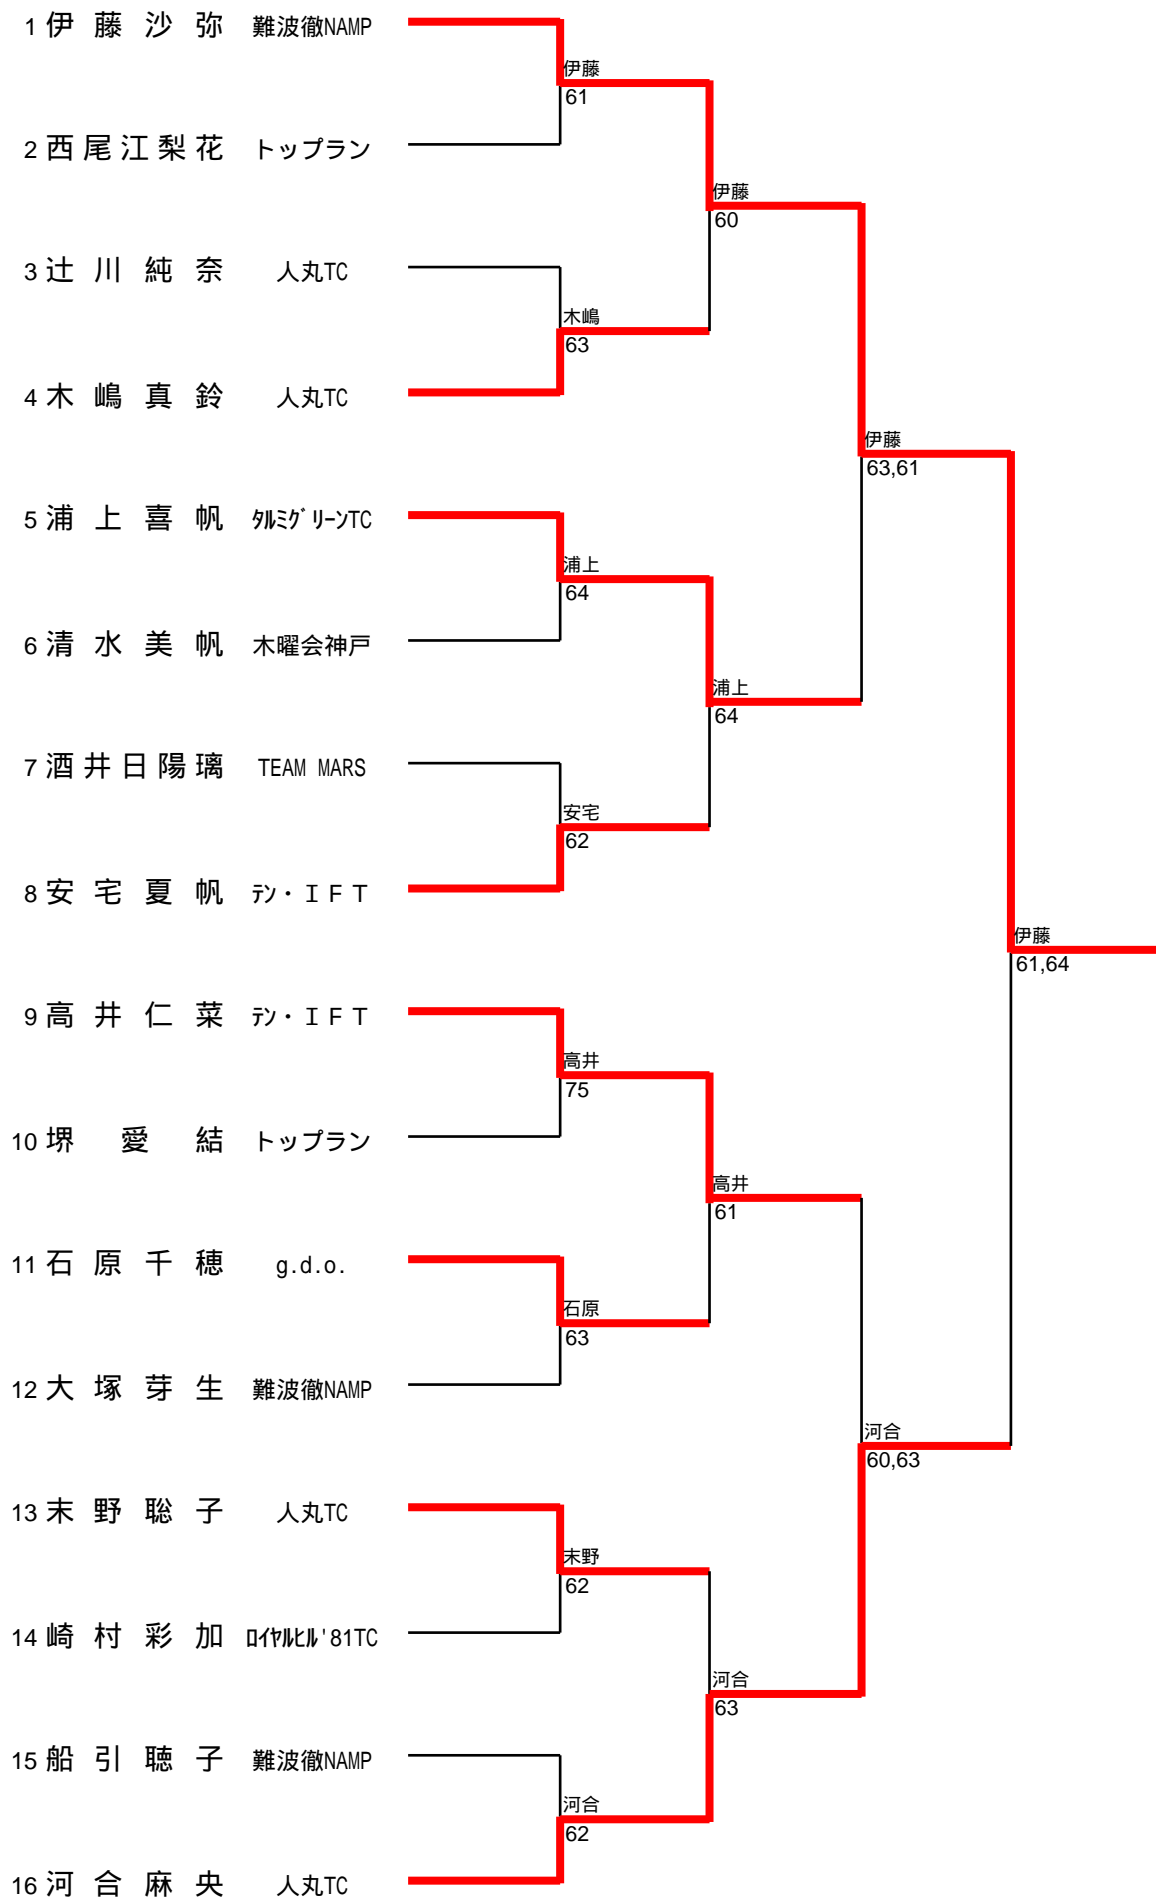 1 伊藤沙弥 難波徹NAMP
伊藤
61
2 西尾江梨花 トップラン
伊藤
60
3 辻川純奈 人丸TC
木嶋
63
4 木嶋真鈴 人丸TC
伊藤
63,61
5 浦上喜帆 ﾀﾙﾐｸﾞﾘｰﾝTC
浦上
64
6 清水美帆 木曜会神戸
浦上
64
7 酒井日陽璃 TEAM MARS
安宅
62
8 安宅夏帆 ﾃﾝ・ＩＦＴ
伊藤
61,64
9 高井仁菜 ﾃﾝ・ＩＦＴ
高井
75
10 堺愛結 トップラン
高井
61
11 石原千穂 g.d.o.
石原
63
12 大塚芽生 難波徹NAMP
河合
60,63
13 末野聡子 人丸TC
末野
62
14 崎村彩加 ﾛｲﾔﾙﾋﾙ'81TC
河合
63
15 船引聴子 難波徹NAMP
河合
62
16 河合麻央 人丸TC